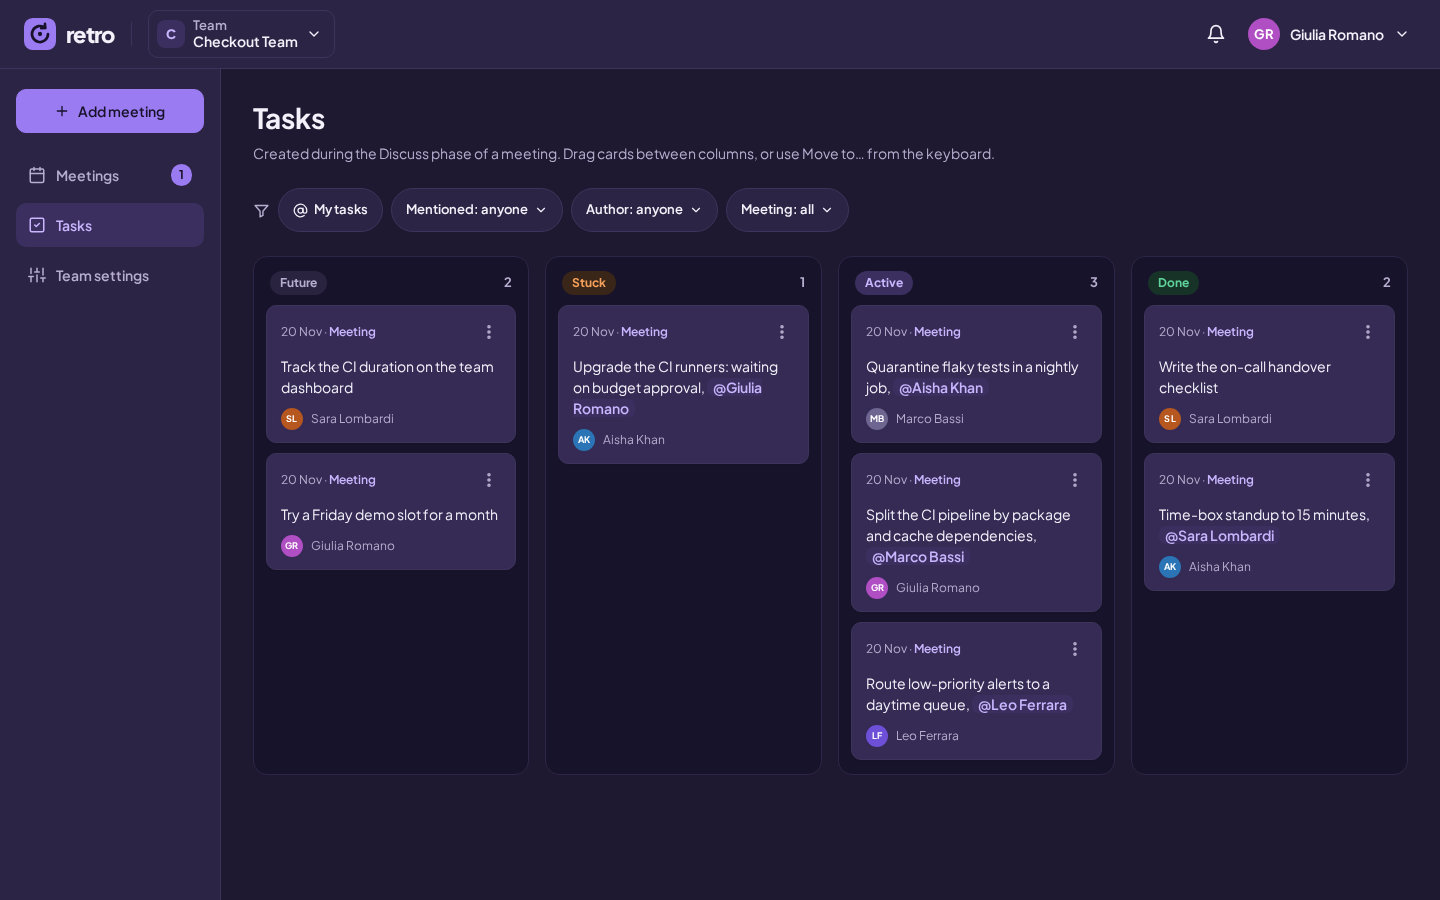 retro
C
Team
Checkout Team
GR
Giulia Romano
Add meeting
Meetings
1
Tasks
Team settings
Tasks
Created during the Discuss phase of a meeting. Drag cards between columns, or use Move to... from the keyboard.
My tasks
Mentioned: anyone
Author: anyone
Meeting: all
Future
2
20 Nov · Meeting
Track the CI duration on the team
dashboard
SL
Sara Lombardi
20 Nov · Meeting
Try a Friday demo slot for a month
GR
Giulia Romano
Stuck
1
20 Nov · Meeting
Upgrade the CI runners: waiting
on budget approval, @Giulia
Romano
AK
Aisha Khan
Active
3
20 Nov · Meeting
Quarantine flaky tests in a nightly
job, @Aisha Khan
MB
Marco Bassi
20 Nov · Meeting
Split the CI pipeline by package
and cache dependencies,
@Marco Bassi
GR
Giulia Romano
20 Nov · Meeting
Route low-priority alerts to a
daytime queue, @Leo Ferrara
LF
Leo Ferrara
Done
2
20 Nov · Meeting
Write the on-call handover
checklist
SL
Sara Lombardi
20 Nov · Meeting
Time-box standup to 15 minutes,
@Sara Lombardi
AK
Aisha Khan